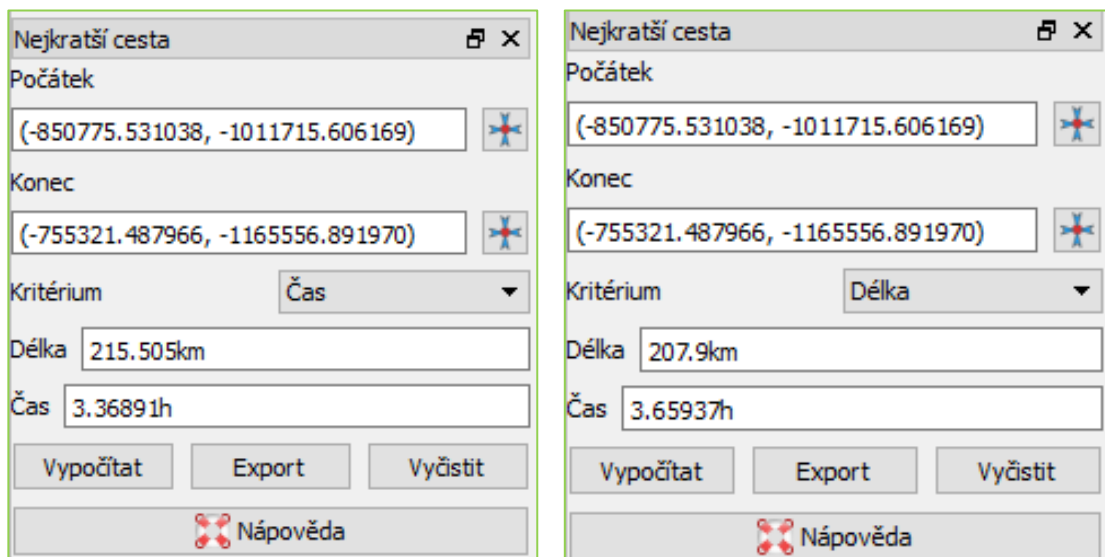 Nejkratší cesta
Počátek
(-850775.531038, -1011715.606169)
Konec
(-755321.487966, -1165556.891970)
Kritérium Čas
Délka 215.505km
Čas 3.36891h
Vypočítat Export Vyčistit
Nápověda
Nejkratší cesta
Počátek
(-850775.531038, -1011715.606169)
Konec
(-755321.487966, -1165556.891970)
Kritérium Délka
Délka 207.9km
Čas 3.65937h
Vypočítat Export Vyčistit
Nápověda